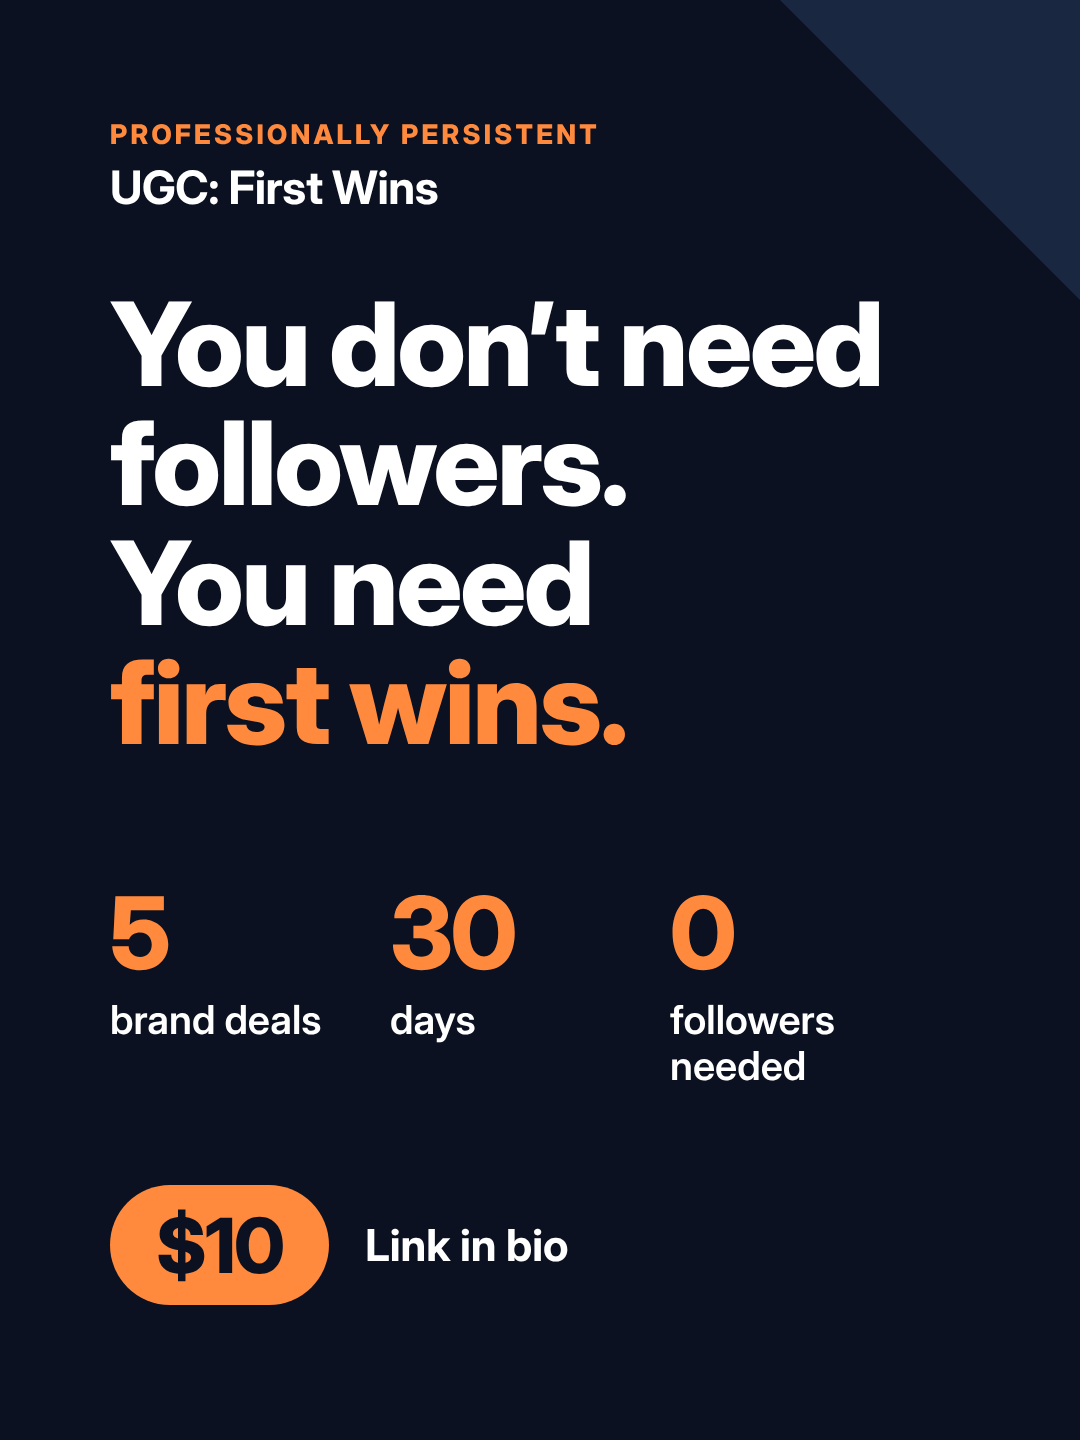 PROFESSIONALLY PERSISTENT
UGC: First Wins
You don’t need
followers.
You need
first wins.
5
brand deals
30
days
0
followers
needed
$10
Link in bio